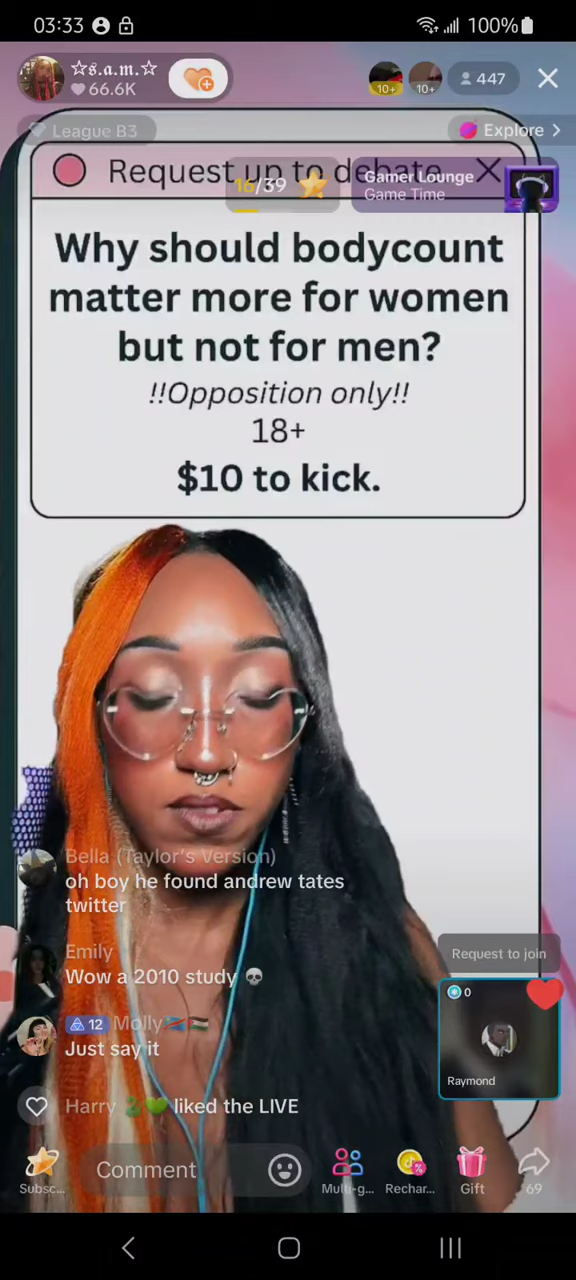 03:33
100%
☆𝖘.𝖆.𝖒.☆
66.6K
10+
10+
447
League B3
Explore >
Request up to debate
16/39
Gamer Lounge
Game Time
Why should bodycount
matter more for women
but not for men?
!!Opposition only!!
18+
$10 to kick.
Bella (Taylor's Version)
oh boy he found andrew tates
twitter
Emily
Wow a 2010 study 💀
12 Molly🇨🇩🇵🇸
Just say it
Harry 🐍💚 liked the LIVE
Request to join
0
Raymond
Comment
Subsc...
Multi-g...
Rechar...
Gift
69